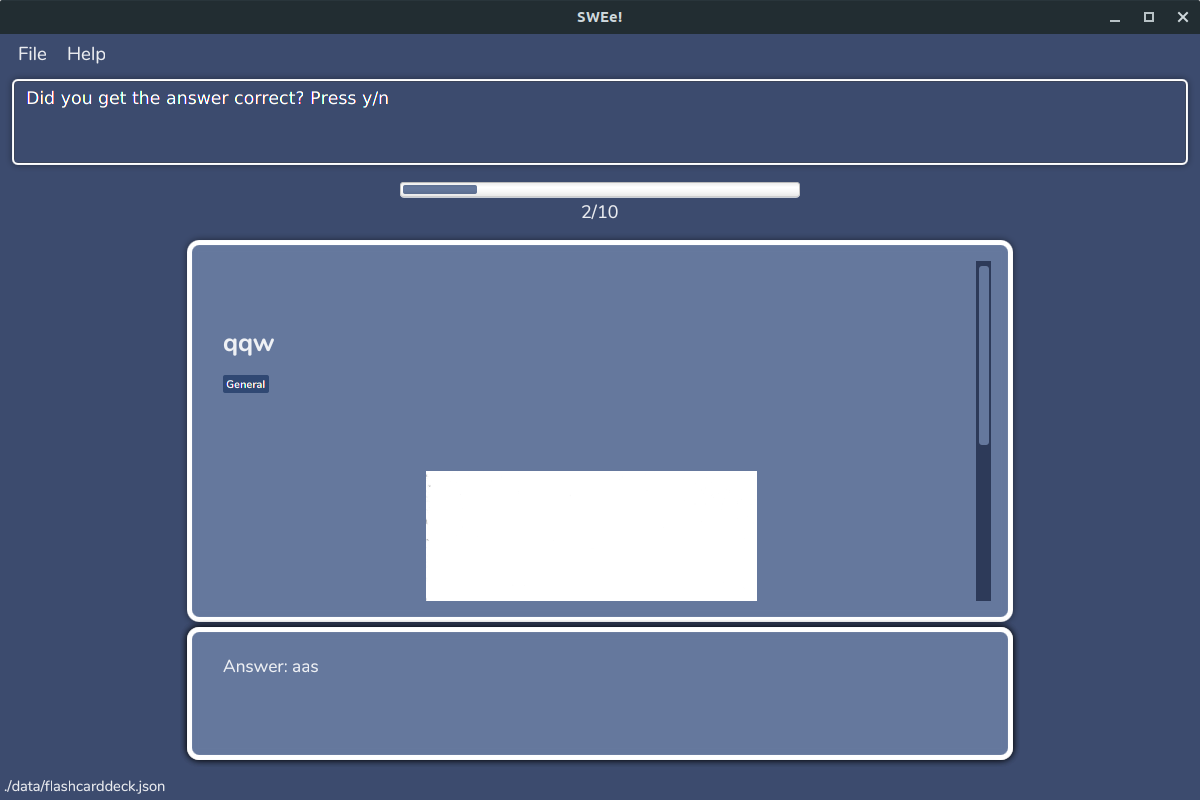 SWEe!
File Help
Did you get the answer correct? Press y/n
2/10
qqw
General
Answer: aas
./data/flashcarddeck.json